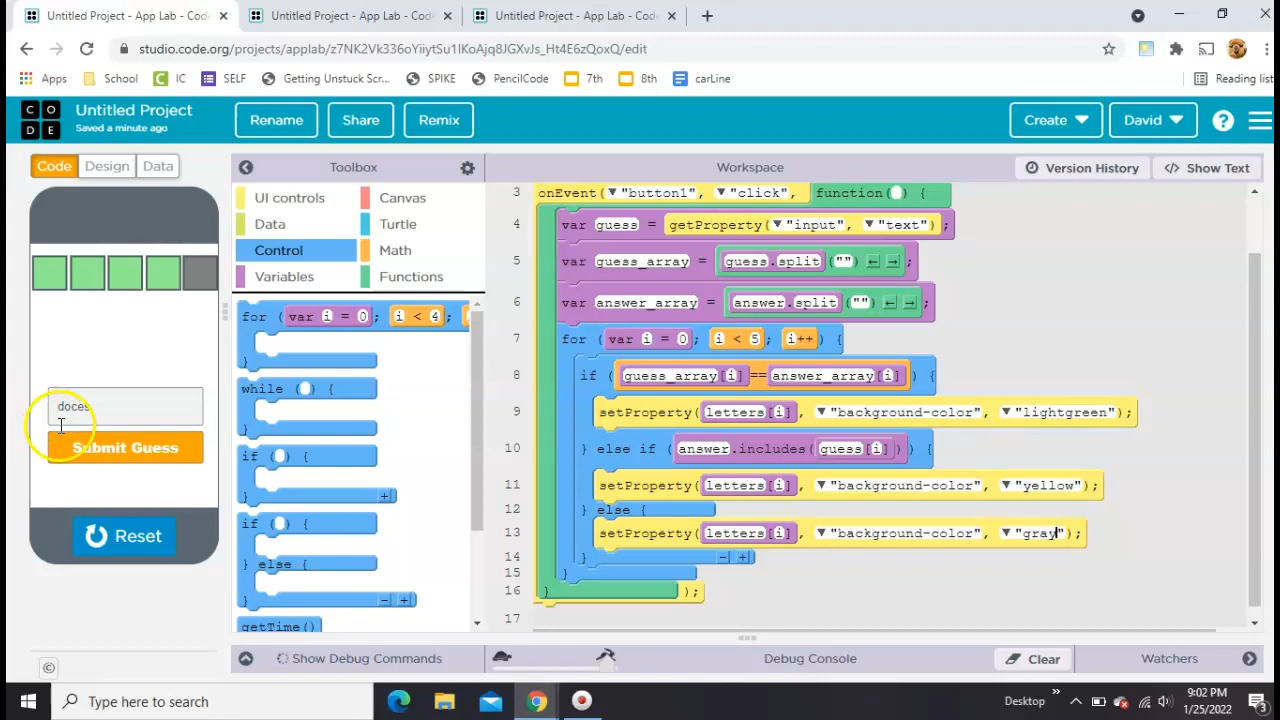 Untitled Project - App Lab - Code
Untitled Project - App Lab - Code.
Untitled Project - App Lab - Code.
studio.code.org/projects/applab/z7NK2Vk336oYiiytSu1IKoAjq8JGXvJs_Ht4E6zQoxQ/edit
Apps School IC SELF Getting Unstuck Scr... SPIKE PencilCode 7th 8th carLine Reading list
C O D E
Untitled Project
Saved a minute ago
Rename Share Remix Create David ?
Code Design Data Toolbox Workspace Version History </> Show Text
UI controls Canvas
Data Turtle
Control Math
Variables Functions
for ( var i = 0 ; i < 4 ;
}
while ( ) {
}
if ( ) {
}
if ( ) {
} else {
}
getTime()
doces
Submit Guess
Reset
3 onEvent( "button1", "click", function( ) {
4 var guess = getProperty( "input", "text") ;
5 var guess_array = guess.split ("") ;
6 var answer_array = answer.split ("") ;
7 for ( var i = 0 ; i < 5 ; i++ ) {
8 if ( guess_array[i] == answer_array[i] ) {
9 setProperty( letters[i] , "background-color", "lightgreen");
10 } else if ( answer.includes( guess[i] ) ) {
11 setProperty( letters[i] , "background-color", "yellow");
12 } else {
13 setProperty( letters[i] , "background-color", "gray");
14 }
15 }
16 } );
17
Show Debug Commands Debug Console Clear Watchers
©
Type here to search
Desktop
9:02 PM
1/25/2022
3